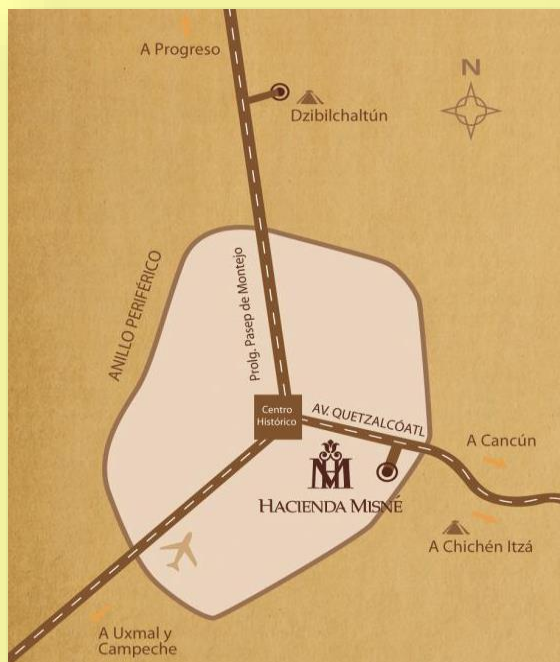 A Progreso
N
Dzibilchaltún
ANILLO PERIFÉRICO
Prolg. Pasep de Montejo
Centro
Histórico
AV. QUETZALCÓATL
A Cancún
HM
HACIENDA MISNÉ
A Chichén Itzá
A Uxmal y
Campeche